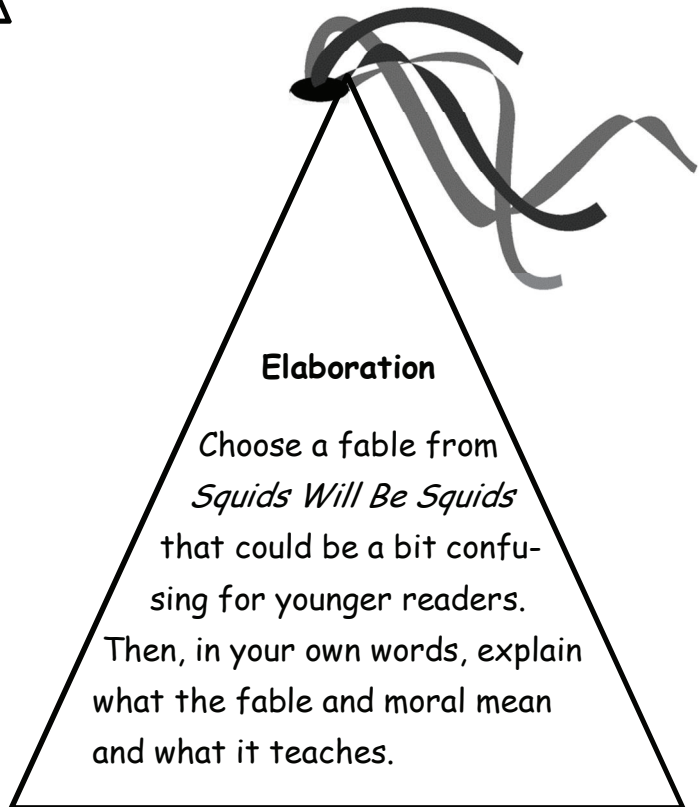 Elaboration
Choose a fable from
Squids Will Be Squids
that could be a bit confu-
sing for younger readers.
Then, in your own words, explain
what the fable and moral mean
and what it teaches.